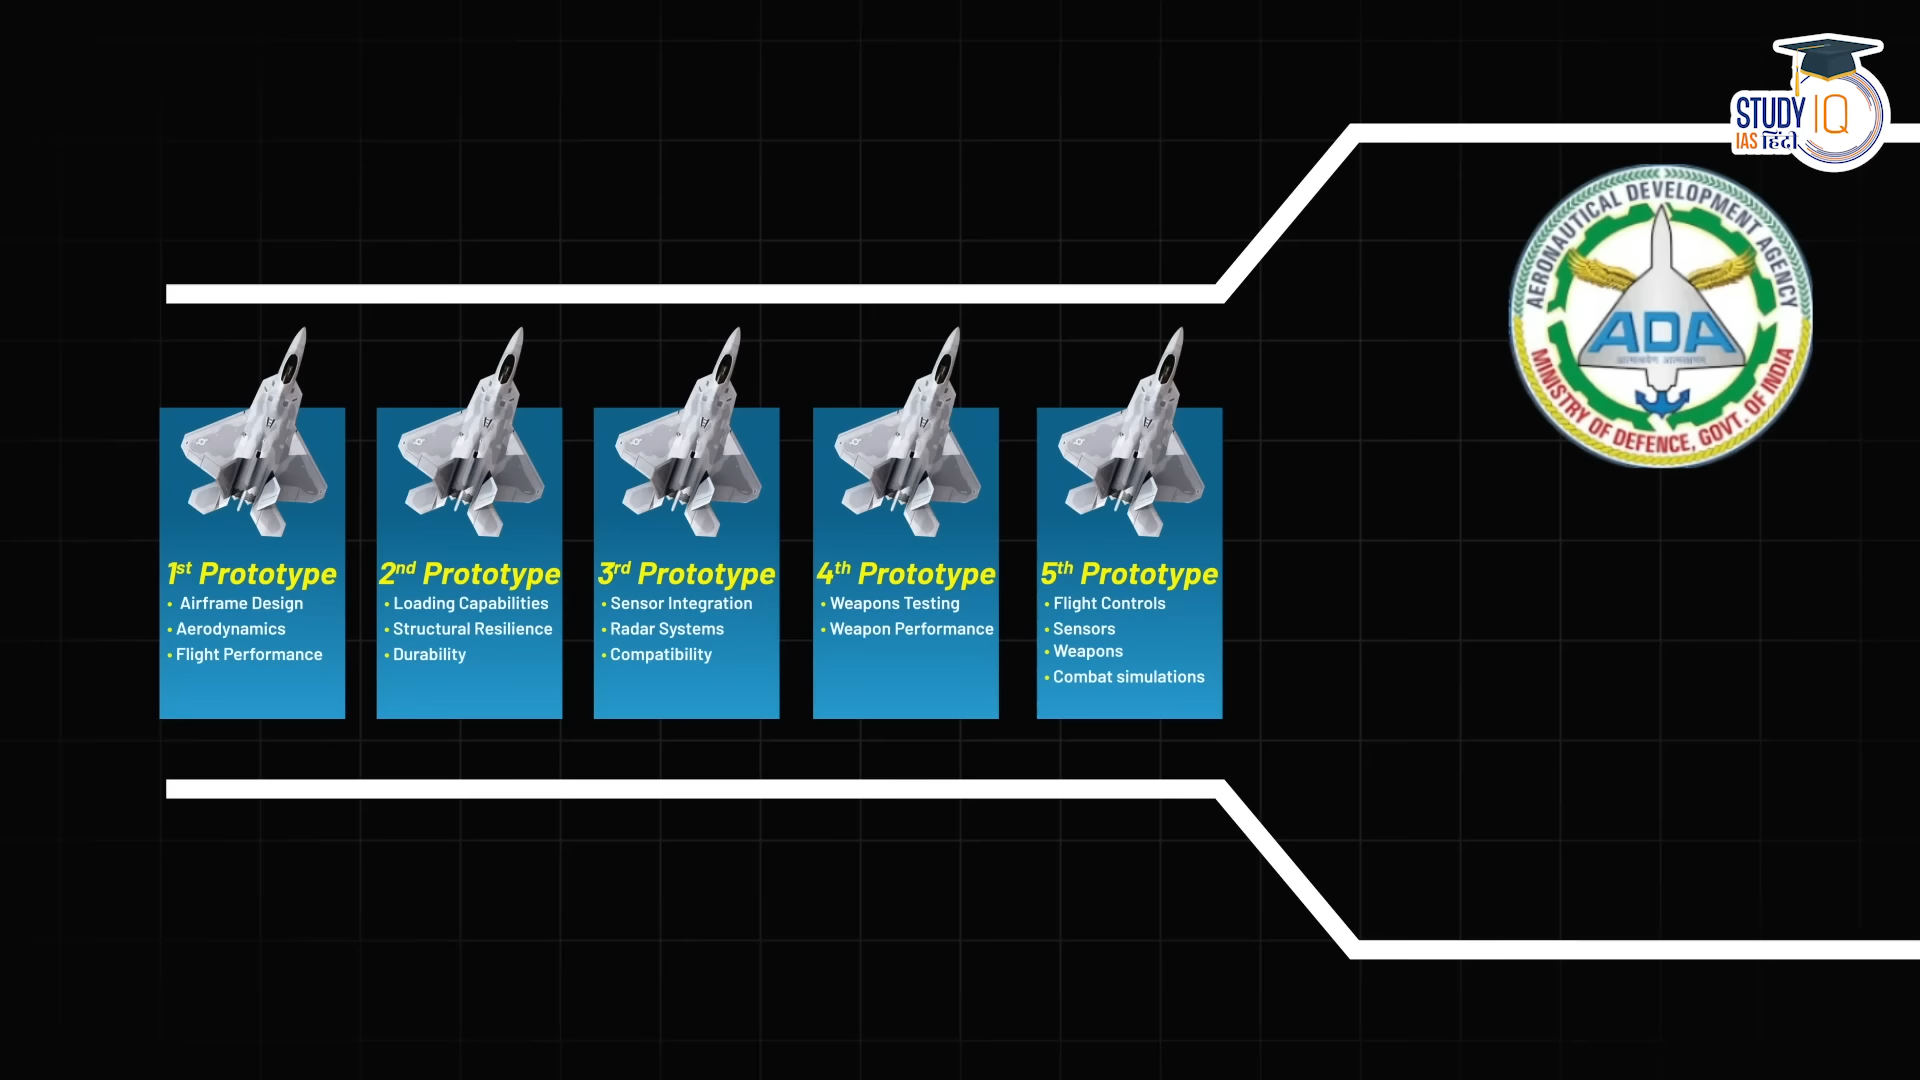 STUDY IQ
IAS हिंदी
AERONAUTICAL DEVELOPMENT AGENCY
ADA
MINISTRY OF DEFENCE, GOVT. OF INDIA
1st Prototype
• Airframe Design
• Aerodynamics
• Flight Performance
2nd Prototype
• Loading Capabilities
• Structural Resilience
• Durability
3rd Prototype
• Sensor Integration
• Radar Systems
• Compatibility
4th Prototype
• Weapons Testing
• Weapon Performance
5th Prototype
• Flight Controls
• Sensors
• Weapons
• Combat simulations